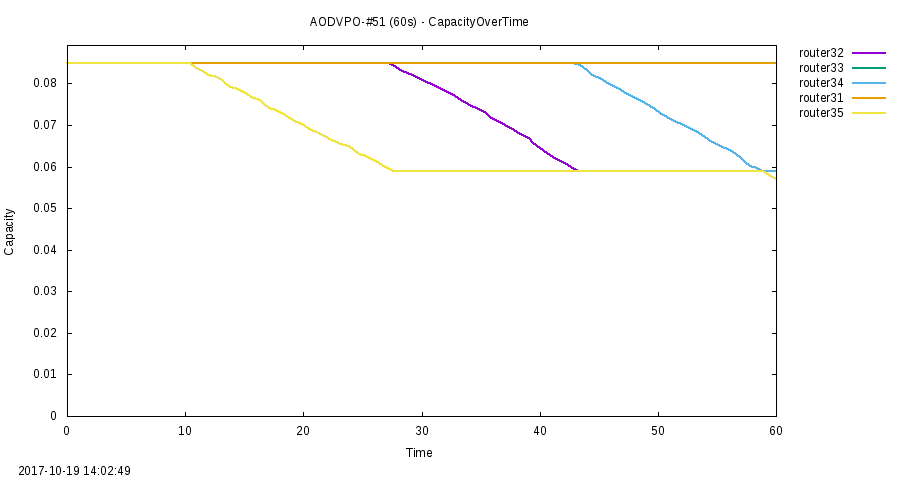 AODVPO-#51 (60s) - CapacityOverTime
router32
router33
router34
router31
router35
0.08
0.07
0.06
0.05
0.04
0.03
0.02
0.01
0
Capacity
0 10 20 30 40 50 60
Time
2017-10-19 14:02:49